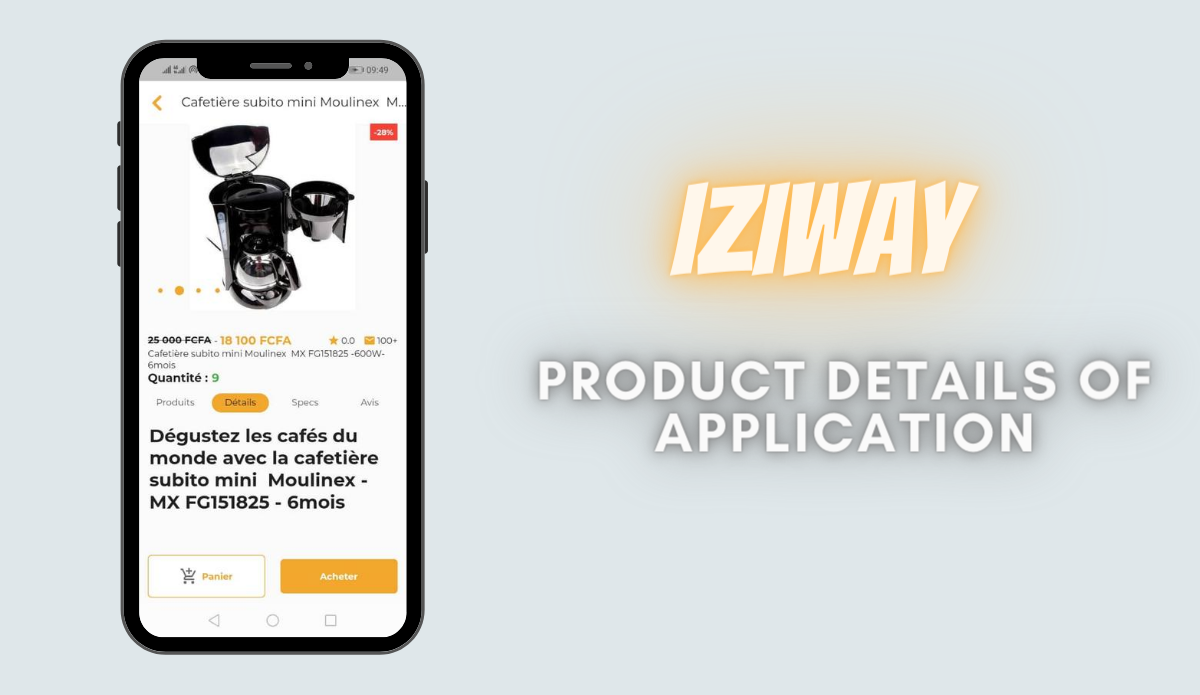 09:49
Cafetière subito mini Moulinex M...
-28%
25 000 FCFA - 18 100 FCFA
0.0
100+
Cafetière subito mini Moulinex MX FG151825 -600W-
6mois
Quantité : 9
Produits
Détails
Specs
Avis
Dégustez les cafés du
monde avec la cafetière
subito mini Moulinex -
MX FG151825 - 6mois
Panier
Acheter
IZIWAY
PRODUCT DETAILS OF
APPLICATION